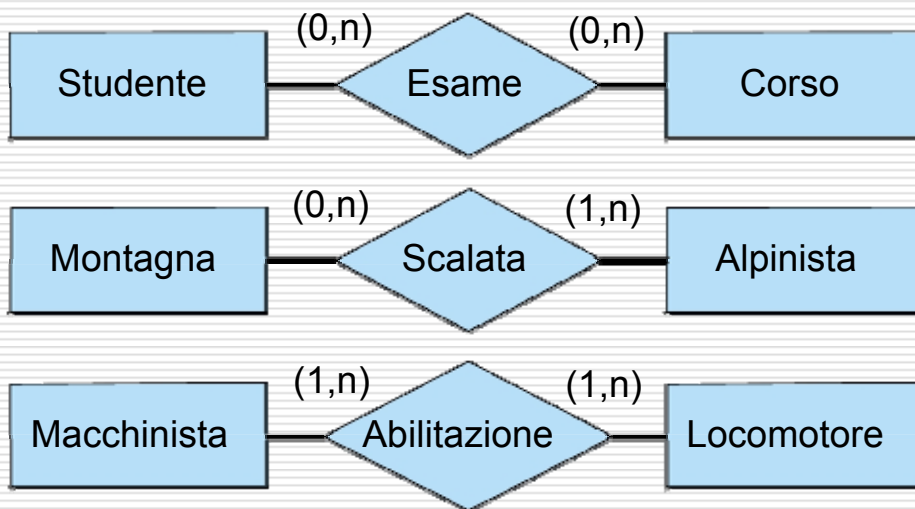 (0,n) (0,n)
Studente Esame Corso
(0,n) (1,n)
Montagna Scalata Alpinista
(1,n) (1,n)
Macchinista Abilitazione Locomotore